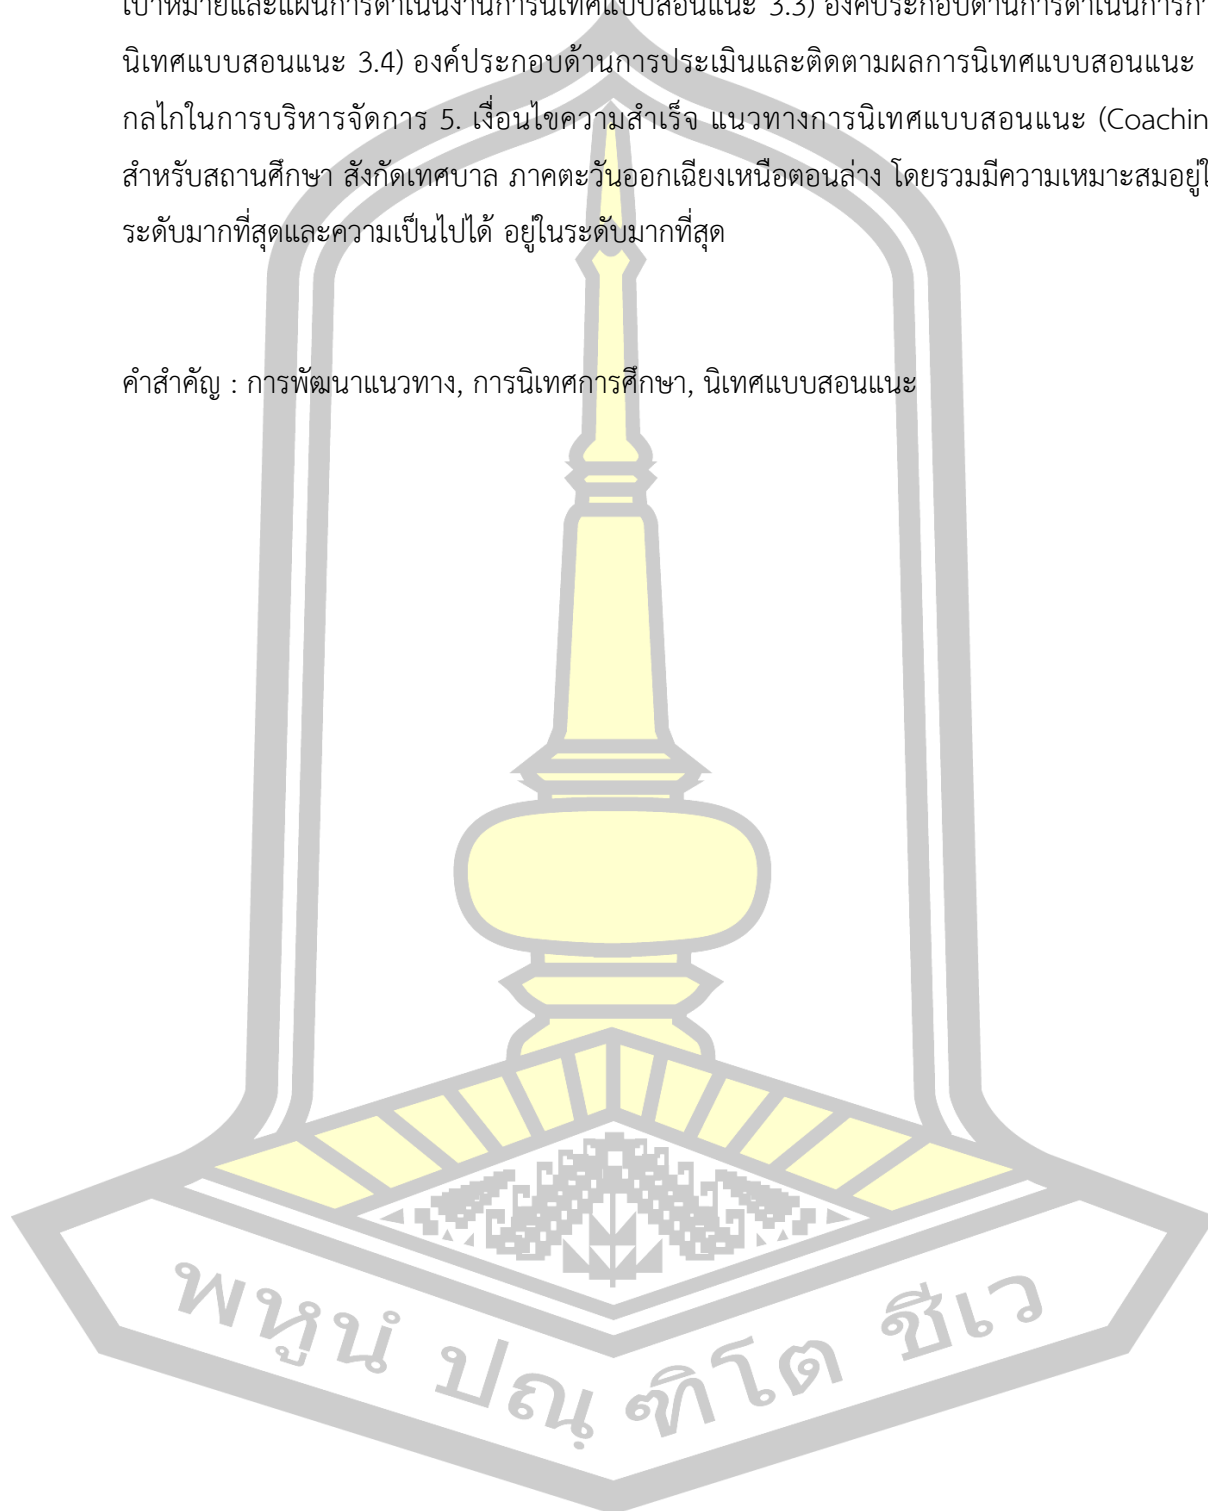 เป้าหมายและแผนการดำเนินงานการนิเทศแบบสอนแนะ 3.3) องค์ประกอบด้านการดำเนินการกา
นิเทศแบบสอนแนะ 3.4) องค์ประกอบด้านการประเมินและติดตามผลการนิเทศแบบสอนแนะ
กลไกในการบริหารจัดการ 5. เงื่อนไขความสำเร็จ แนวทางการนิเทศแบบสอนแนะ (Coachin
สำหรับสถานศึกษา สังกัดเทศบาล ภาคตะวันออกเฉียงเหนือตอนล่าง โดยรวมมีความเหมาะสมอยู่ใ
ระดับมากที่สุดและความเป็นไปได้ อยู่ในระดับมากที่สุด
คำสำคัญ : การพัฒนาแนวทาง, การนิเทศการศึกษา, นิเทศแบบสอนแนะ
พหูนํ ปณฺฑิโต ชีเว